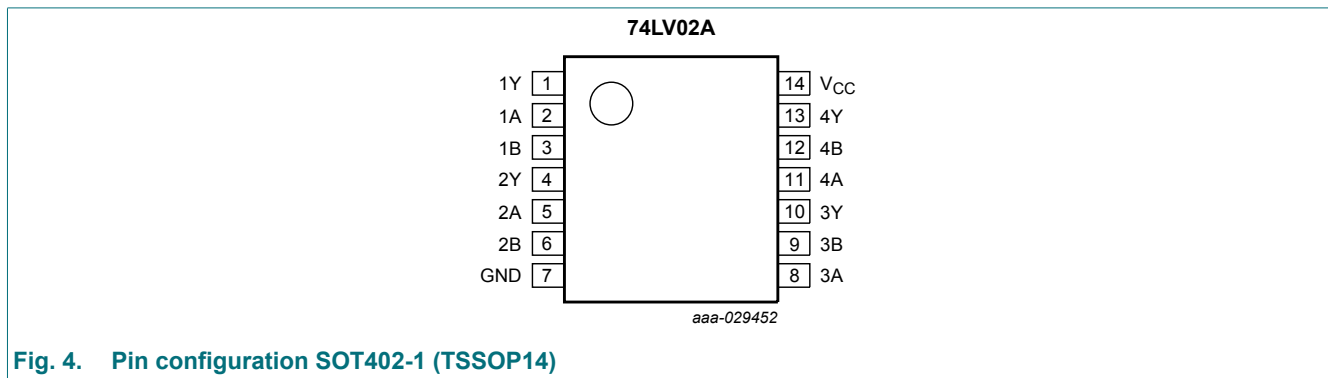 74LV02A
1Y 1 14 VCC
1A 2 13 4Y
1B 3 12 4B
2Y 4 11 4A
2A 5 10 3Y
2B 6 9 3B
GND 7 8 3A
aaa-029452
Fig. 4. Pin configuration SOT402-1 (TSSOP14)